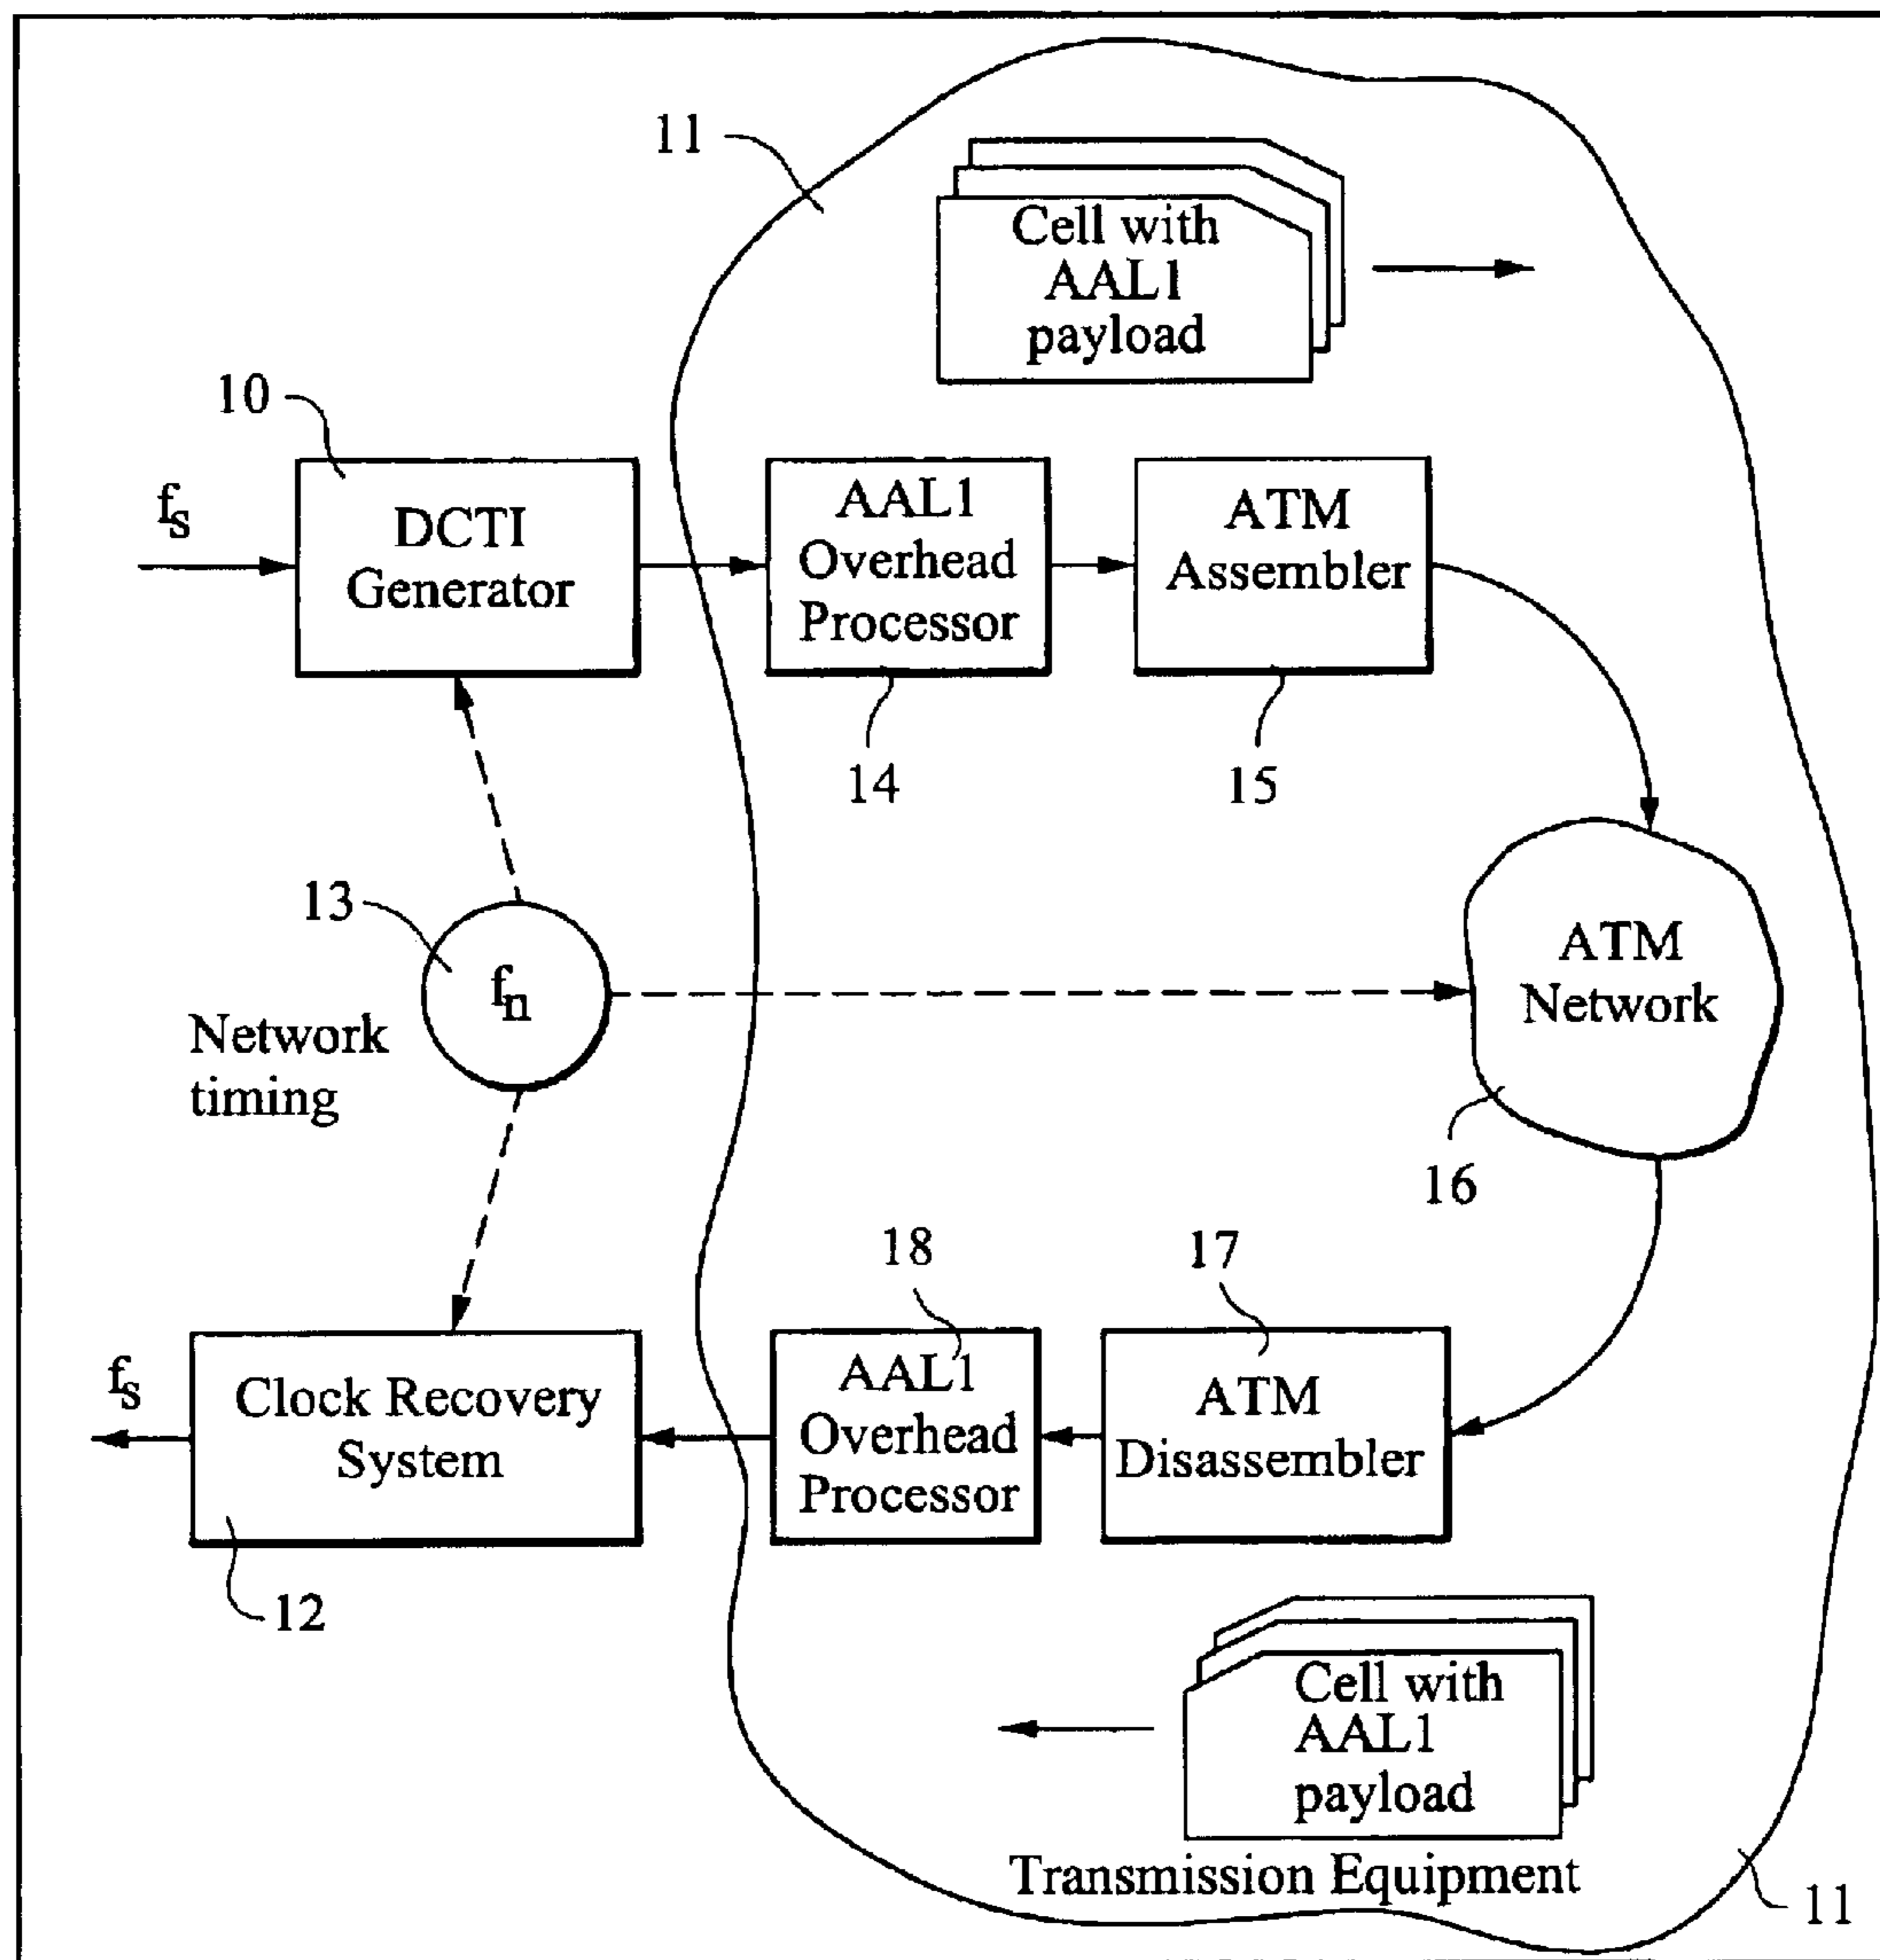 11
Cell with
AAL1
payload
10
fs
DCTI
Generator
AAL1
Overhead
Processor
ATM
Assembler
14
15
13
fn
Network
timing
ATM
Network
16
18
17
fs
Clock Recovery
System
AAL1
Overhead
Processor
ATM
Disassembler
12
Cell with
AAL1
payload
Transmission Equipment
11